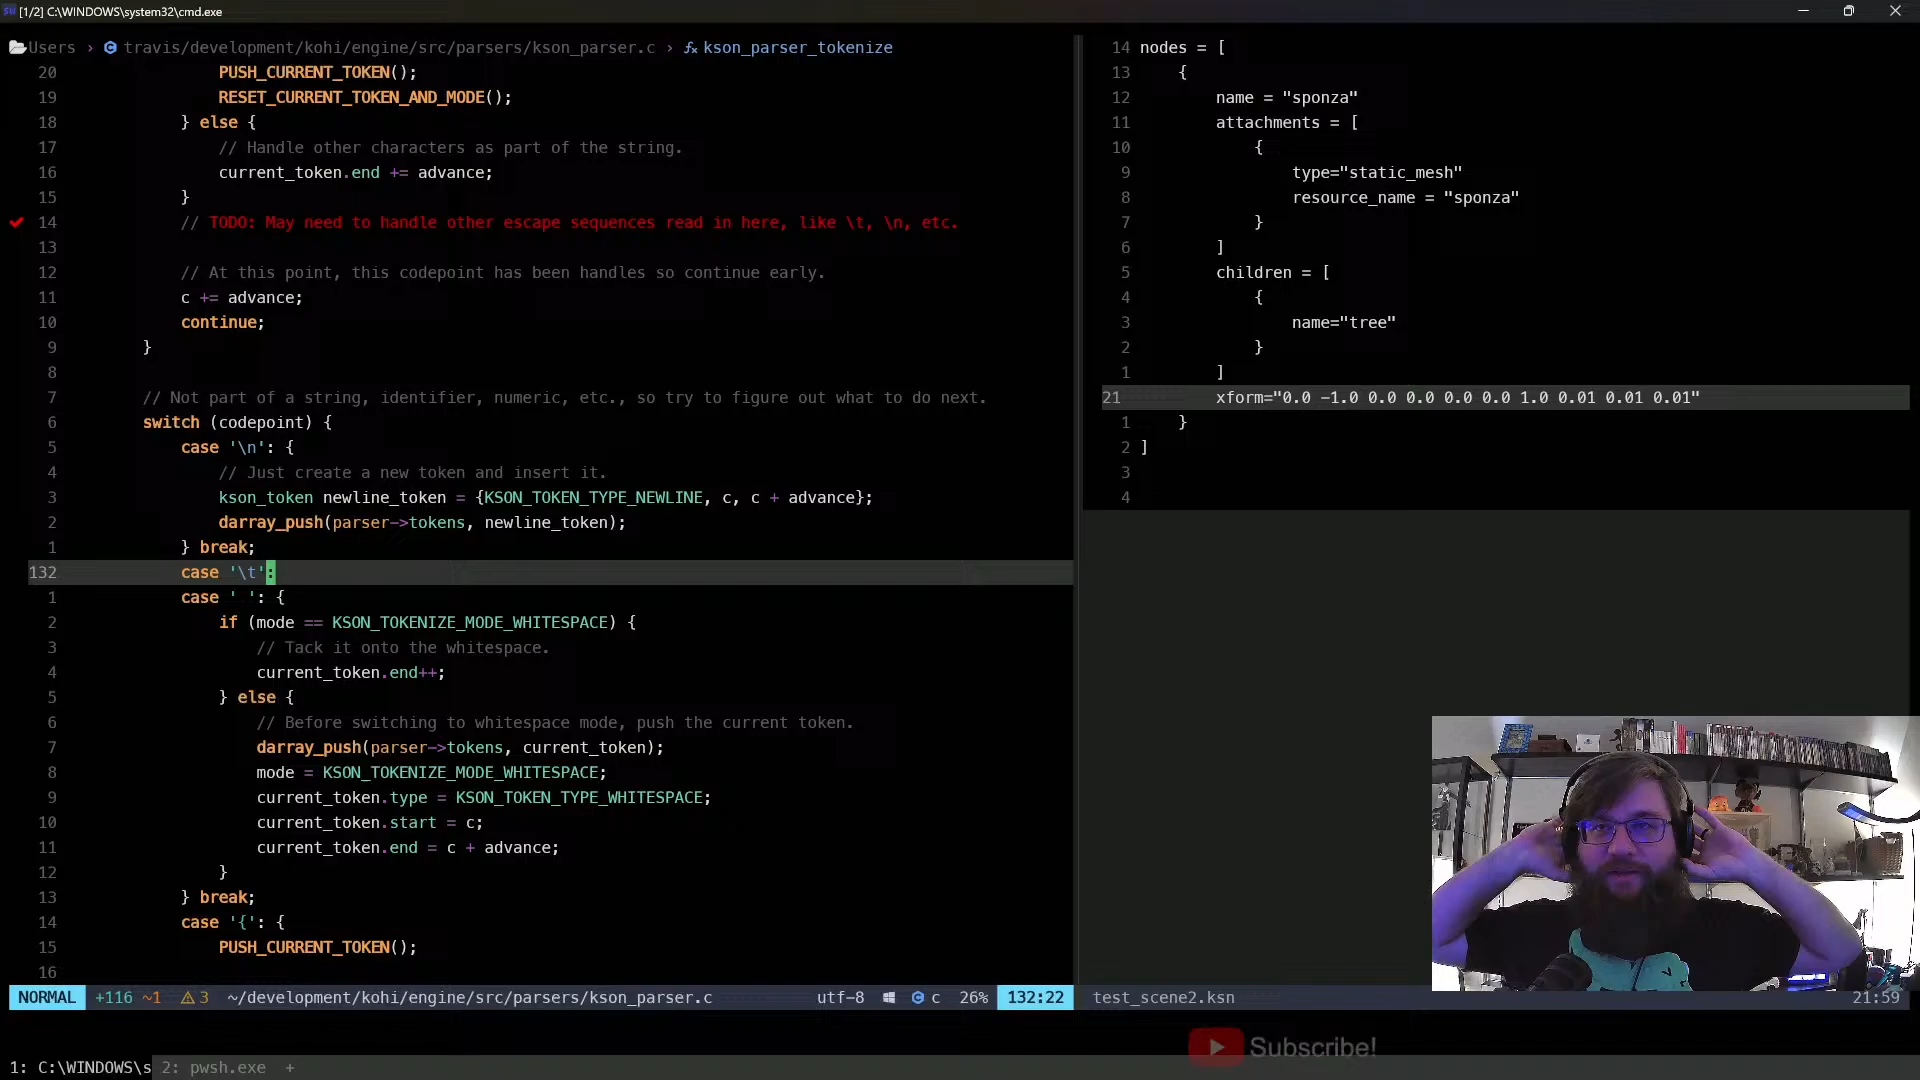 [1/2] C:\WINDOWS\system32\cmd.exe
Users › travis/development/kohi/engine/src/parsers/kson_parser.c › kson_parser_tokenize
20 PUSH_CURRENT_TOKEN();
19 RESET_CURRENT_TOKEN_AND_MODE();
18 } else {
17 // Handle other characters as part of the string.
16 current_token.end += advance;
15 }
14 // TODO: May need to handle other escape sequences read in here, like \t, \n, etc.
13
12 // At this point, this codepoint has been handles so continue early.
11 c += advance;
10 continue;
9 }
8
7 // Not part of a string, identifier, numeric, etc., so try to figure out what to do next.
6 switch (codepoint) {
5 case '\n': {
4 // Just create a new token and insert it.
3 kson_token newline_token = {KSON_TOKEN_TYPE_NEWLINE, c, c + advance};
2 darray_push(parser->tokens, newline_token);
1 } break;
132 case '\t':
1 case ' ': {
2 if (mode == KSON_TOKENIZE_MODE_WHITESPACE) {
3 // Tack it onto the whitespace.
4 current_token.end++;
5 } else {
6 // Before switching to whitespace mode, push the current token.
7 darray_push(parser->tokens, current_token);
8 mode = KSON_TOKENIZE_MODE_WHITESPACE;
9 current_token.type = KSON_TOKEN_TYPE_WHITESPACE;
10 current_token.start = c;
11 current_token.end = c + advance;
12 }
13 } break;
14 case '{': {
15 PUSH_CURRENT_TOKEN();
16
NORMAL +116 ~1 3 ~/development/kohi/engine/src/parsers/kson_parser.c utf-8 c 26% 132:22
14 nodes = [
13 {
12 name = "sponza"
11 attachments = [
10 {
9 type="static_mesh"
8 resource_name = "sponza"
7 }
6 ]
5 children = [
4 {
3 name="tree"
2 }
1 ]
21 xform="0.0 -1.0 0.0 0.0 0.0 0.0 1.0 0.01 0.01 0.01"
1 }
2 ]
3
4
test_scene2.ksn 21:59
Subscribe!
1: C:\WINDOWS\s 2: pwsh.exe +